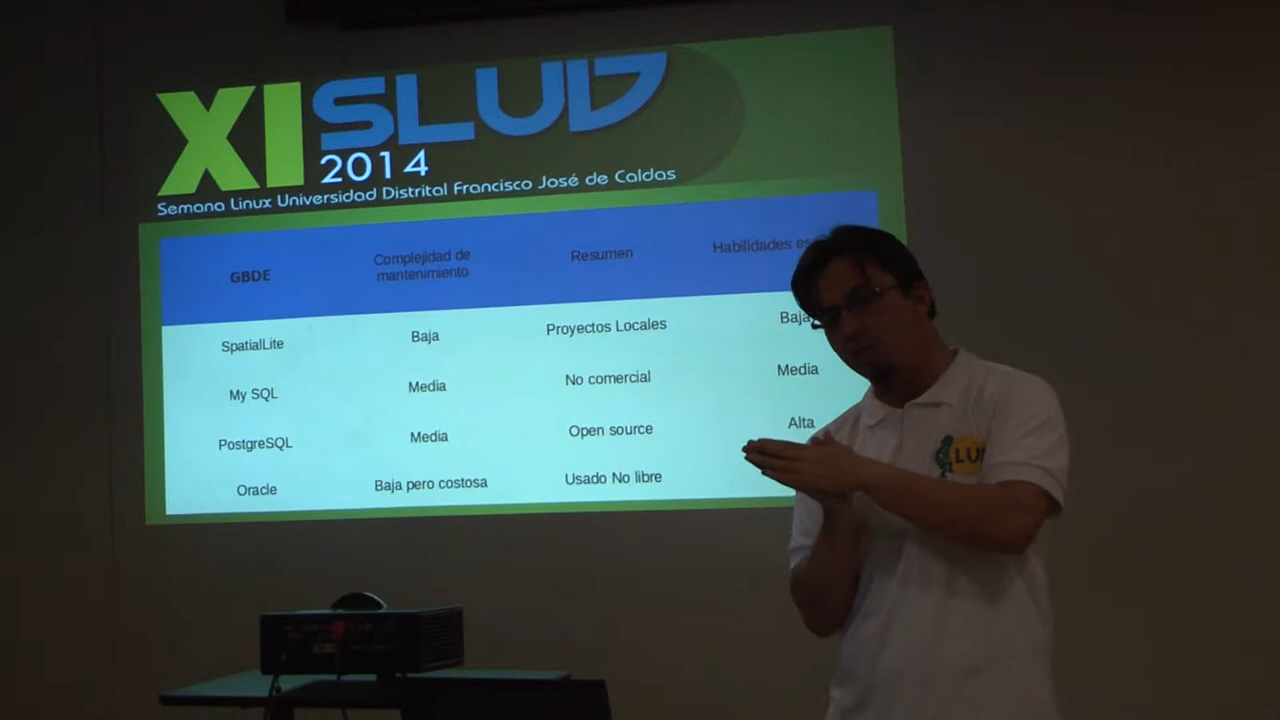 XI SLUD
2014
Semana Linux Universidad Distrital Francisco José de Caldas
GBDE
Complejidad de
mantenimiento
Resumen
Habilidades
SpatialLite
Baja
Proyectos Locales
Baja
My SQL
Media
No comercial
Media
PostgreSQL
Media
Open source
Alta
Oracle
Baja pero costosa
Usado No libre